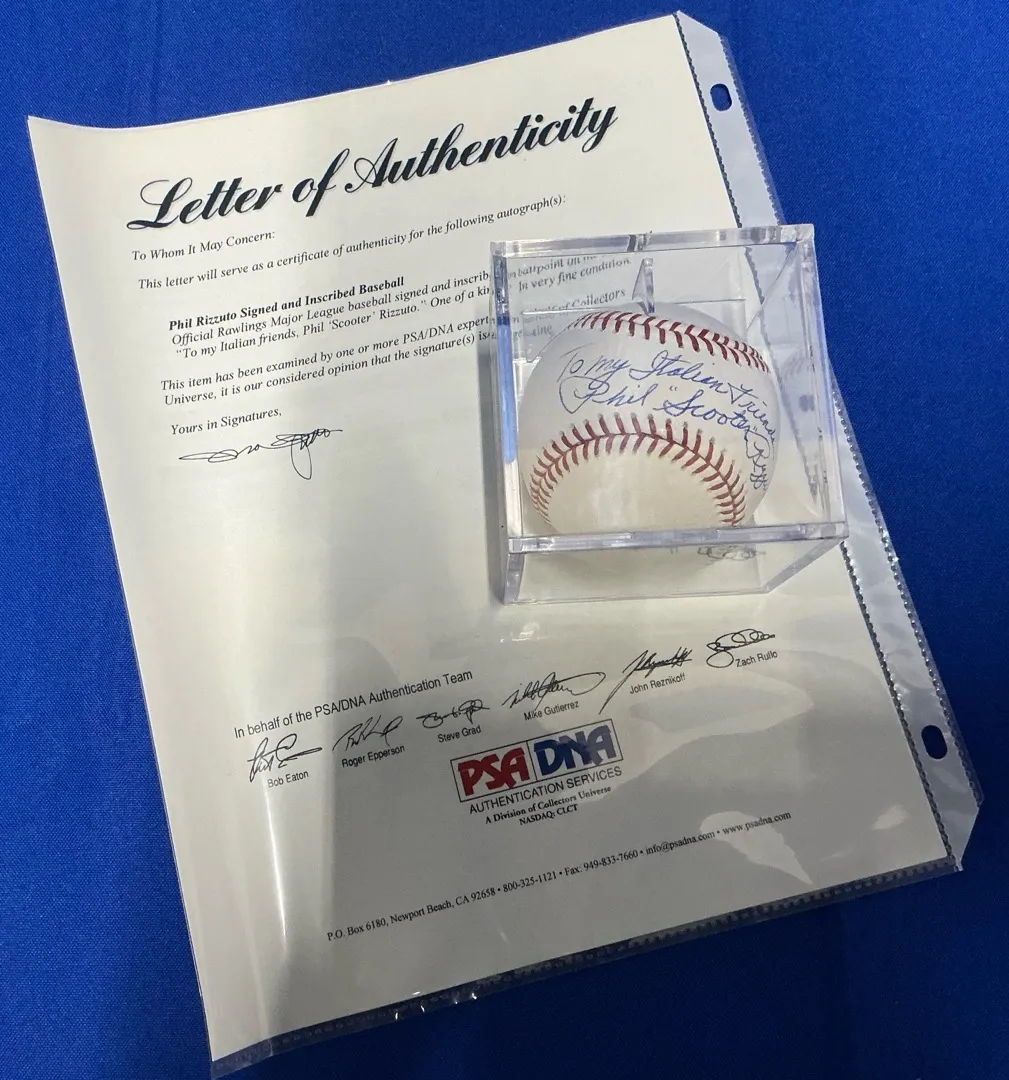 Letter of Authenticity
To Whom It May Concern:
This letter will serve as a certificate of authenticity for the following autograph(s):
Phil Rizzuto Signed and Inscribed Baseball
Official Rawlings Major League baseball signed and inscrib ballpoint on
"To my Italian friends, Phil 'Scooter' Rizzuto." One of a kin In very fine condition.
This item has been examined by one or more PSA/DNA expert of Collectors
Universe, it is our considered opinion that the signature(s) is
Yours in Signatures,
To my Italian Friends
Phil "Scooter" Rizz
In behalf of the PSA/DNA Authentication Team
Bob Eaton
Roger Epperson
Steve Grad
Mike Gutierrez
John Reznikoff
Zach Rullo
PSA DNA
AUTHENTICATION SERVICES
A Division of Collectors Universe
NASDAQ: CLCT
P.O. Box 6180, Newport Beach, CA 92658 • 800-325-1121 • Fax: 949-833-7660 • info@psadna.com • www.psadna.com